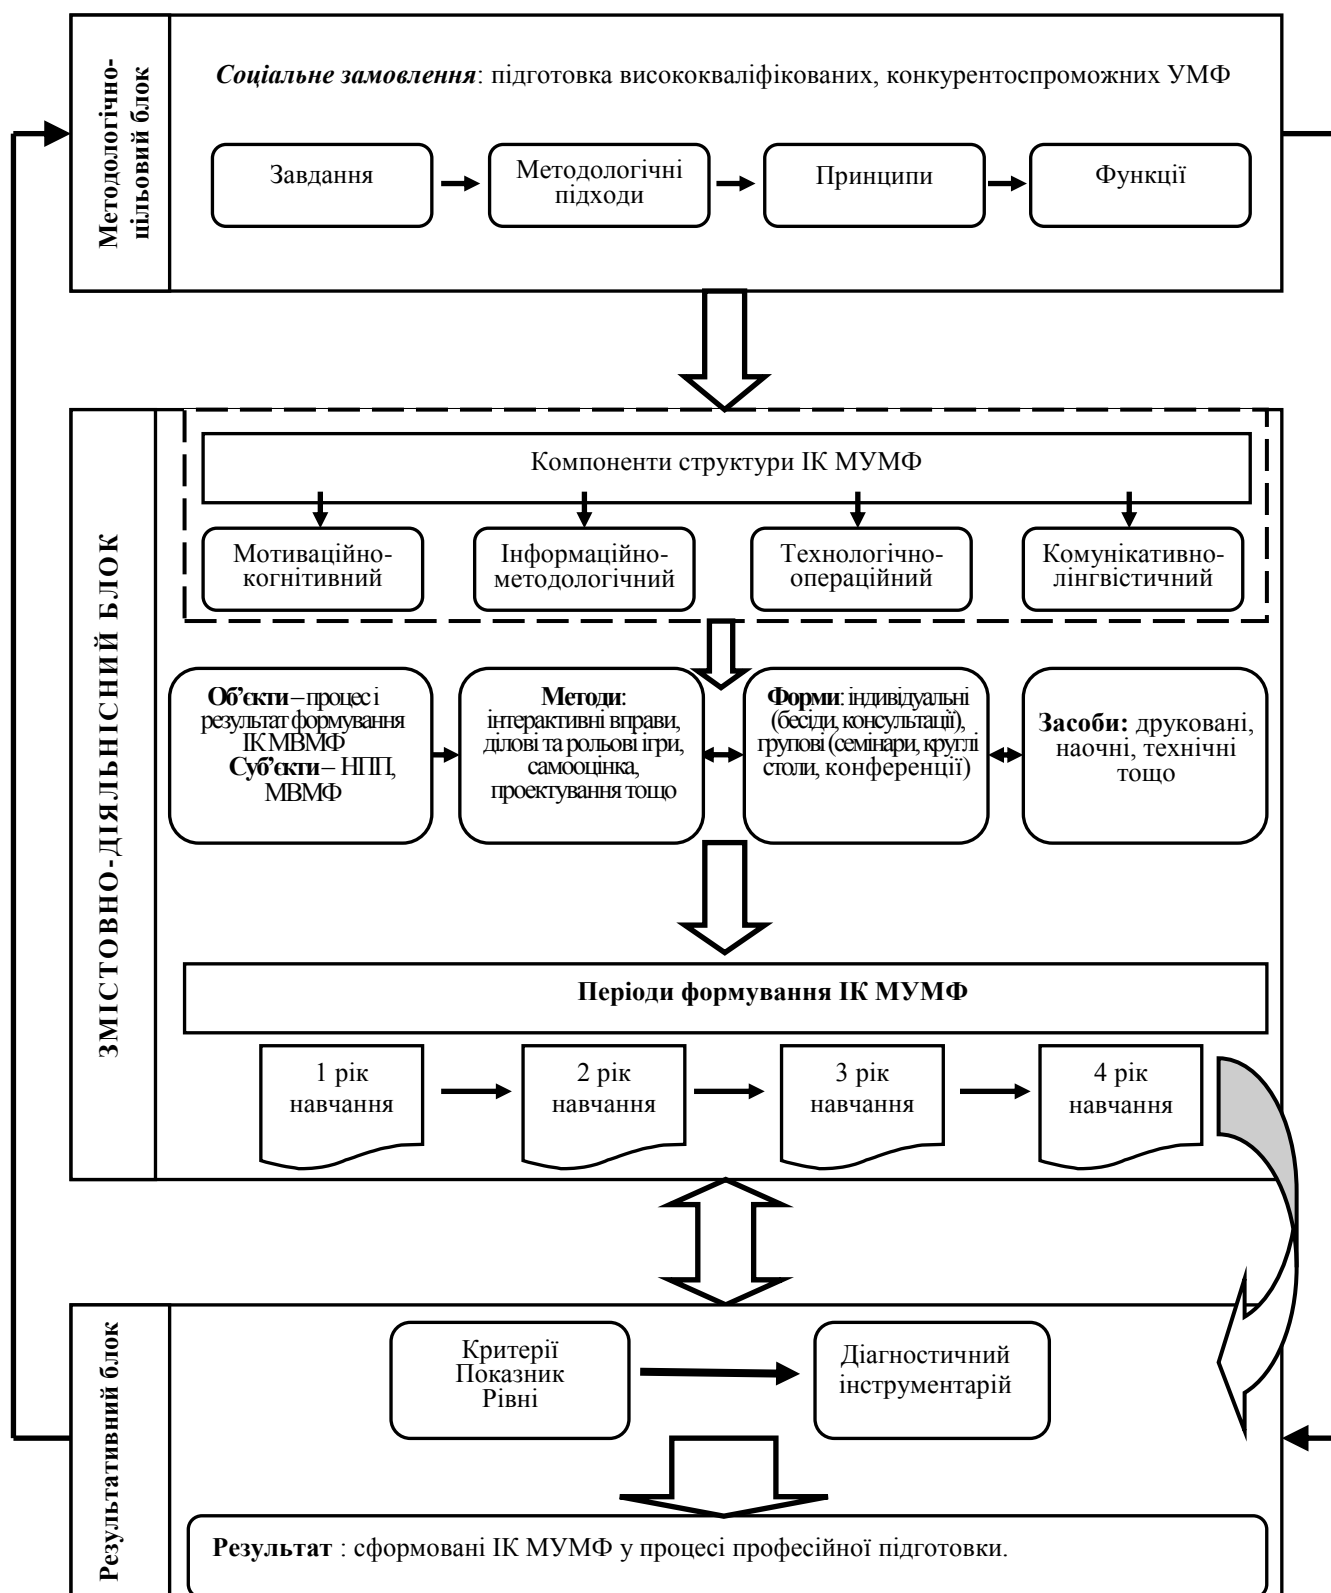 Методологічно-
цільовий блок
Соціальне замовлення: підготовка висококваліфікованих, конкурентоспроможних УМФ
Завдання
Методологічні
підходи
Принципи
Функції
ЗМІСТОВНО-ДІЯЛЬНІСНИЙ БЛОК
Компоненти структури ІК МУМФ
Мотиваційно-
когнітивний
Інформаційно-
методологічний
Технологічно-
операційний
Комунікативно-
лінгвістичний
Об’єкти – процес і
результат формування
ІК МВМФ
Суб’єкти – НПП,
МВМФ
Методи:
інтерактивні вправи,
ділові та рольові ігри,
самооцінка,
проектування тощо
Форми: індивідуальні
(бесіди, консультації),
групові (семінари, круглі
столи, конференції)
Засоби: друковані,
наочні, технічні
тощо
Періоди формування ІК МУМФ
1 рік
навчання
2 рік
навчання
3 рік
навчання
4 рік
навчання
Результативний блок
Критерії
Показник
Рівні
Діагностичний
інструментарій
Результат : сформовані ІК МУМФ у процесі професійної підготовки.